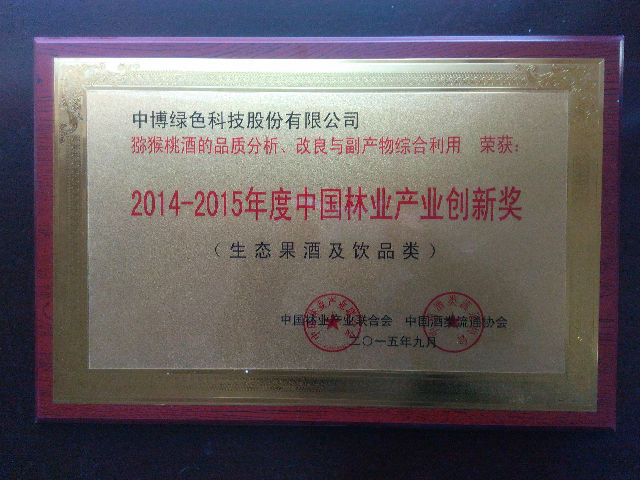 中博绿色科技股份有限公司
猕猴桃酒的品质分析、改良与副产物综合利用 荣获：
2014-2015年度中国林业产业创新奖
（生态果酒及饮品类）
中国林业产业联合会 中国酒类流通协会
二〇一五年九月